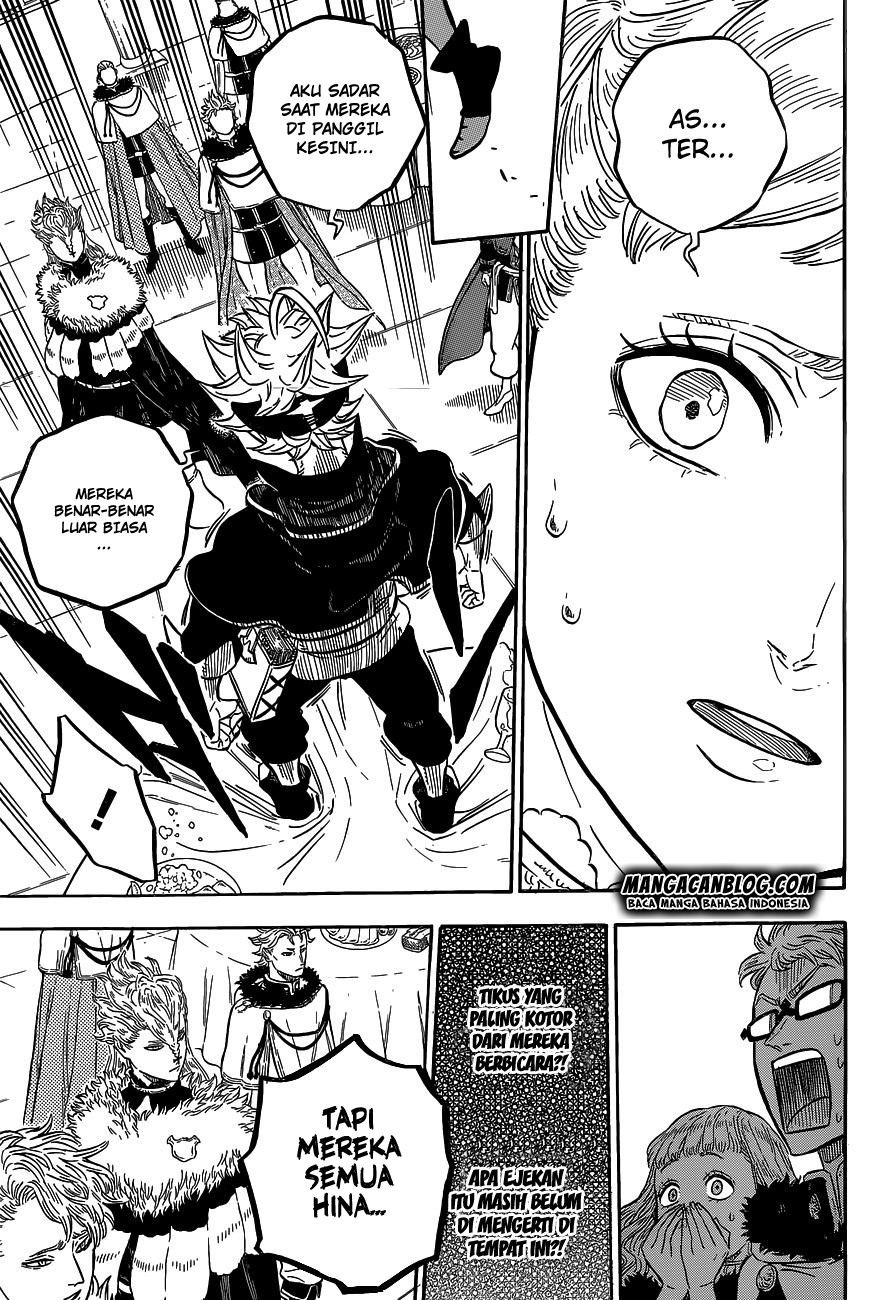 AS...
TER...
AKU SADAR
SAAT MEREKA
DI PANGGIL
KESINI...
MEREKA
BENAR-BENAR
LUAR BIASA
...
!
MANGACANBLOG.COM
BACA MANGA BAHASA INDONESIA
TIKUS YANG
PALING KOTOR
DARI MEREKA
BERBICARA?!
APA EJEKAN
ITU MASIH BELUM
DI MENGERTI DI
TEMPAT INI?!
TAPI
MEREKA
SEMUA
HINA...